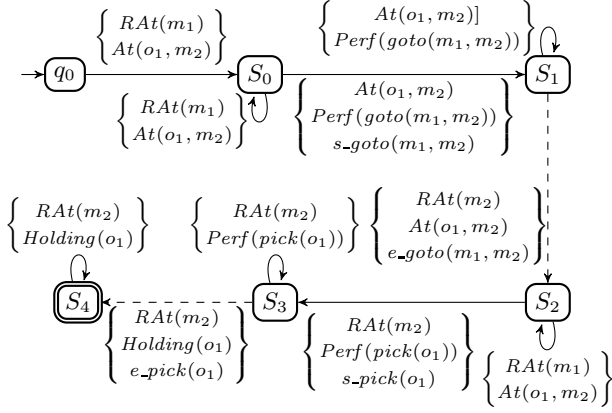 { RAt(m₁)
At(o₁, m₂) }
{ At(o₁, m₂)]
Perf(goto(m₁, m₂)) }
q₀
S₀
S₁
{ RAt(m₁)
At(o₁, m₂) }
{ At(o₁, m₂)
Perf(goto(m₁, m₂))
s_goto(m₁, m₂) }
{ RAt(m₂)
Holding(o₁) }
{ RAt(m₂)
Perf(pick(o₁)) }
{ RAt(m₂)
At(o₁, m₂)
e_goto(m₁, m₂) }
S₄
S₃
S₂
{ RAt(m₂)
Holding(o₁)
e_pick(o₁) }
{ RAt(m₂)
Perf(pick(o₁))
s_pick(o₁) }
{ RAt(m₁)
At(o₁, m₂) }